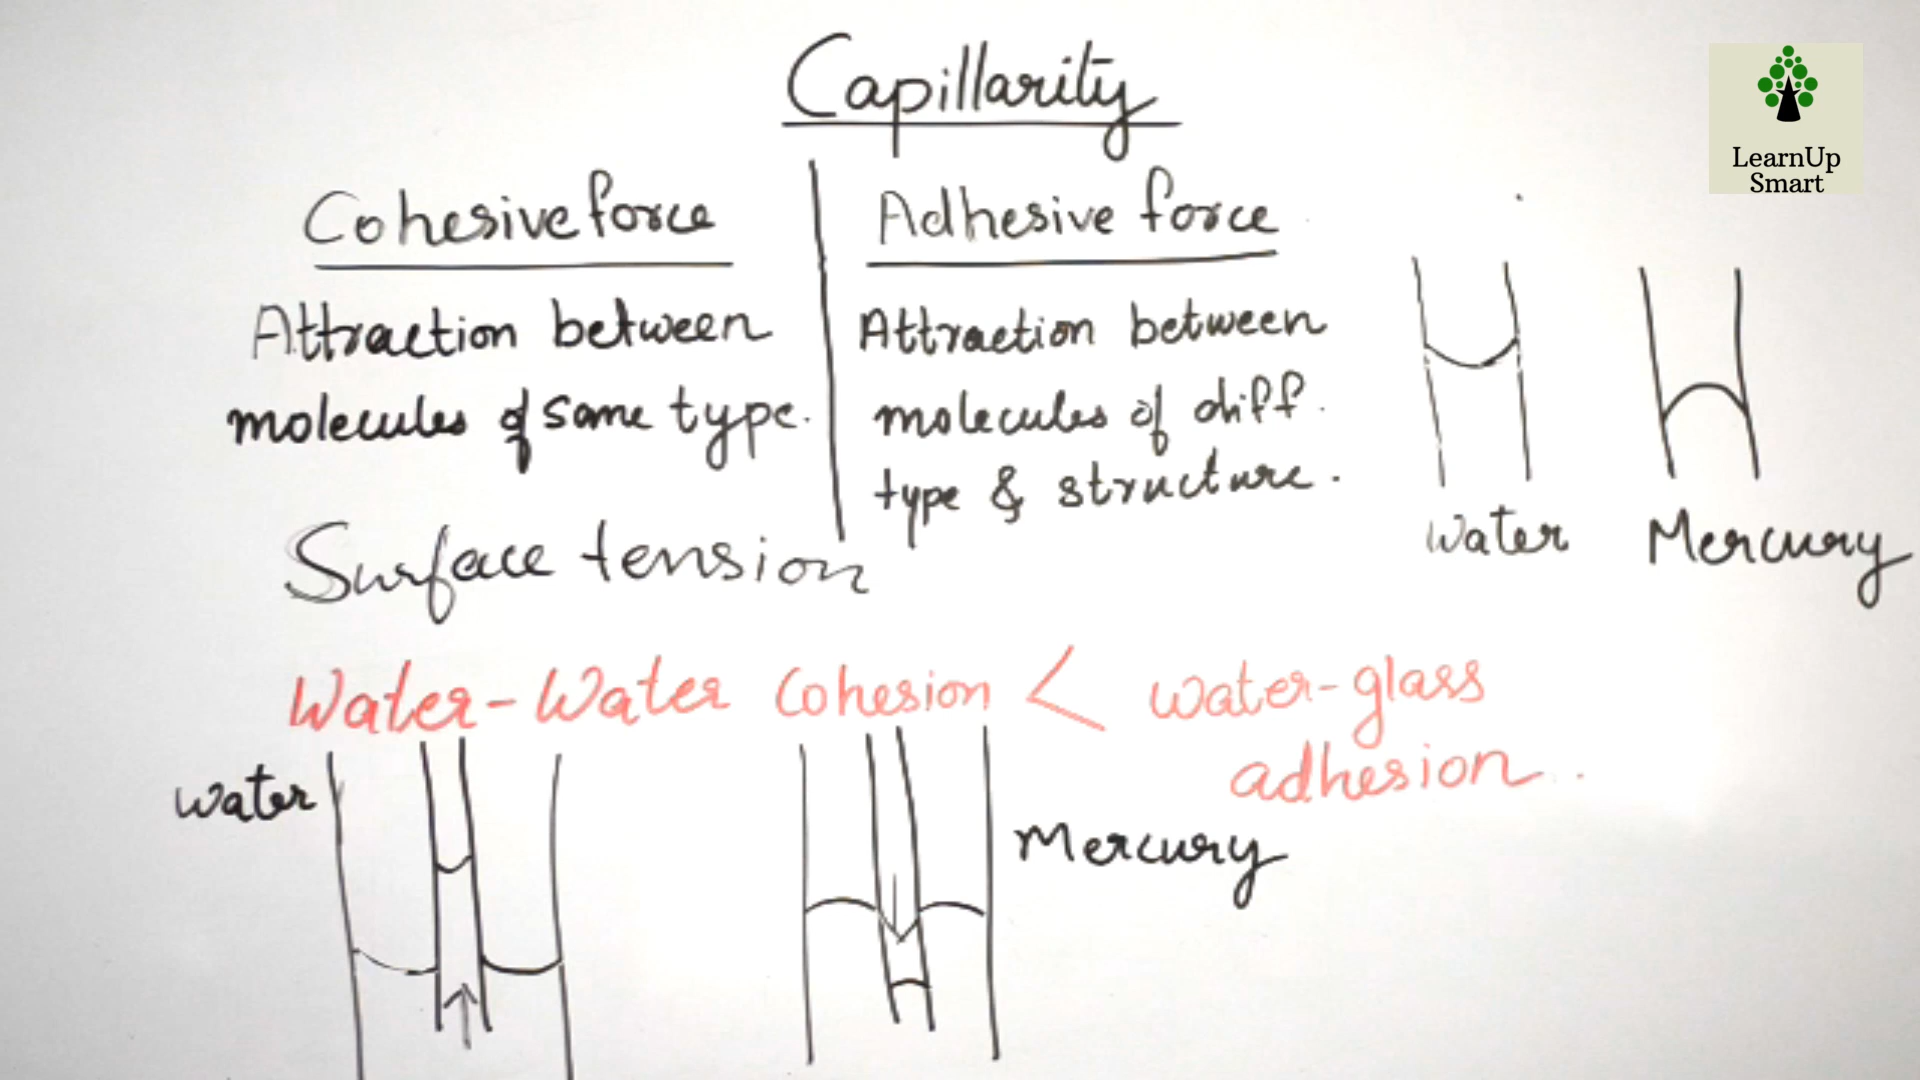 Capillarity
LearnUp
Smart
Cohesive force
Attraction between
molecules of same type.
Adhesive force
Attraction between
molecules of diff.
type & structure.
Water
Mercury
Surface tension
Water-Water Cohesion < water-glass
adhesion..
water
Mercury